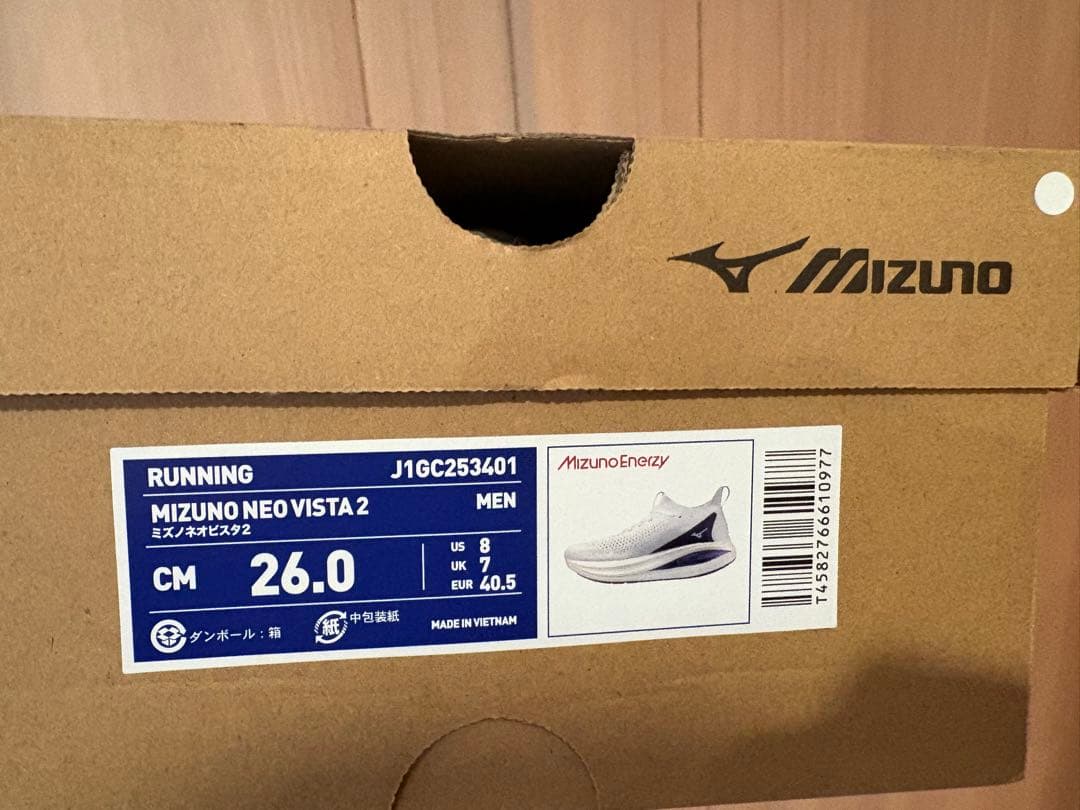 MIZUNO
RUNNING J1GC253401
MIZUNO NEO VISTA 2 MEN
ミズノネオビスタ2
CM 26.0
US 8
UK 7
EUR 40.5
ダンボール：箱
紙 中包装紙
MADE IN VIETNAM
MizunoEnerzy
T4582766610977